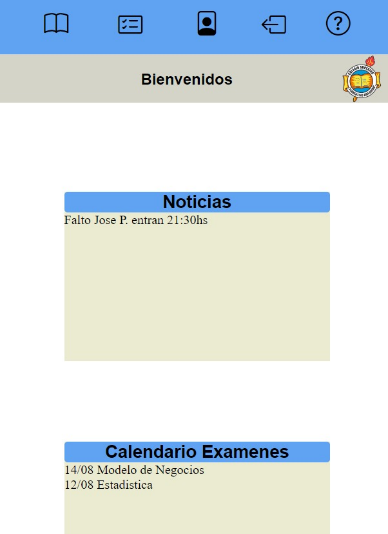 Bienvenidos
Noticias
Falto Jose P. entran 21:30hs
Calendario Examenes
14/08 Modelo de Negocios
12/08 Estadistica